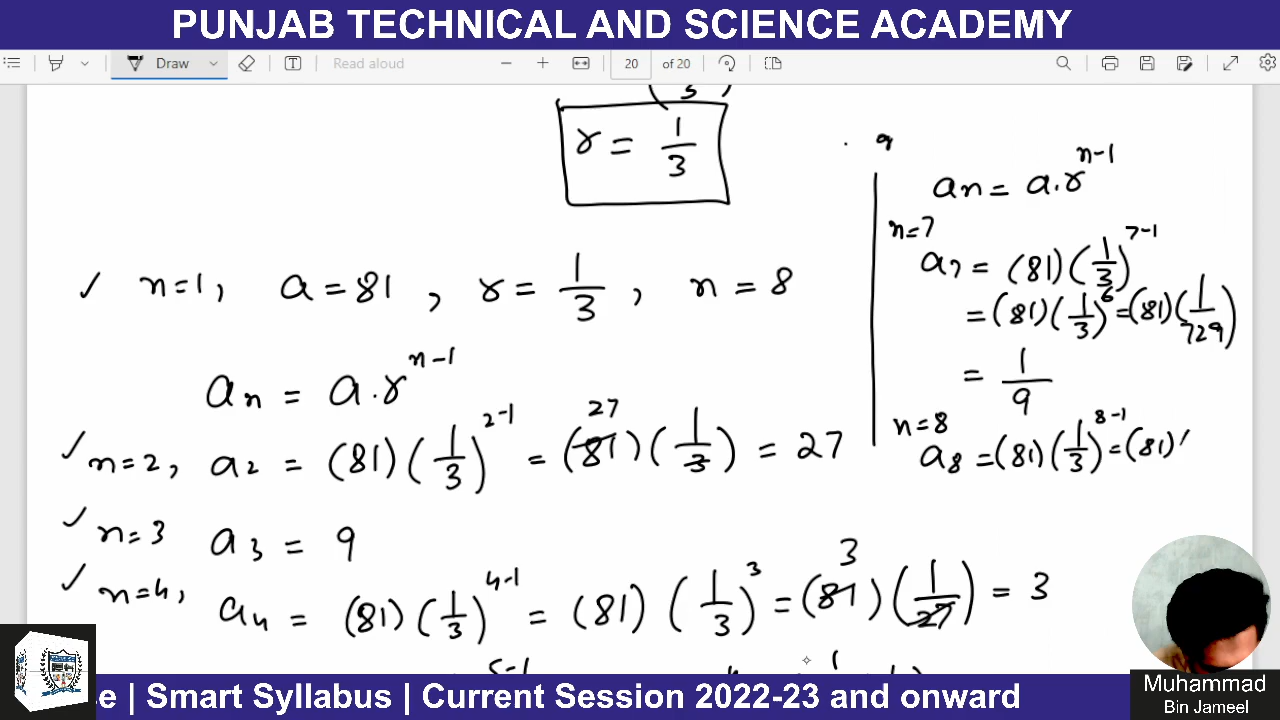 PUNJAB TECHNICAL AND SCIENCE ACADEMY
Draw Read aloud 20 of 20
r = 1/3
n=1, a = 81, r = 1/3, n = 8
an = a.r^(n-1)
n=2, a2 = (81)(1/3)^(2-1) = (81)(1/3) = 27
27
n=3 a3 = 9
n=4, a4 = (81)(1/3)^(4-1) = (81)(1/3)^3 = (81)(1/27) = 3
3
5-1
an = a.r^(n-1)
n=7
a7 = (81)(1/3)^(7-1)
= (81)(1/3)^6 = (81)(1/729)
= 1/9
n=8
a8 = (81)(1/3)^(8-1) = (81)
e | Smart Syllabus | Current Session 2022-23 and onward
Muhammad
Bin Jameel